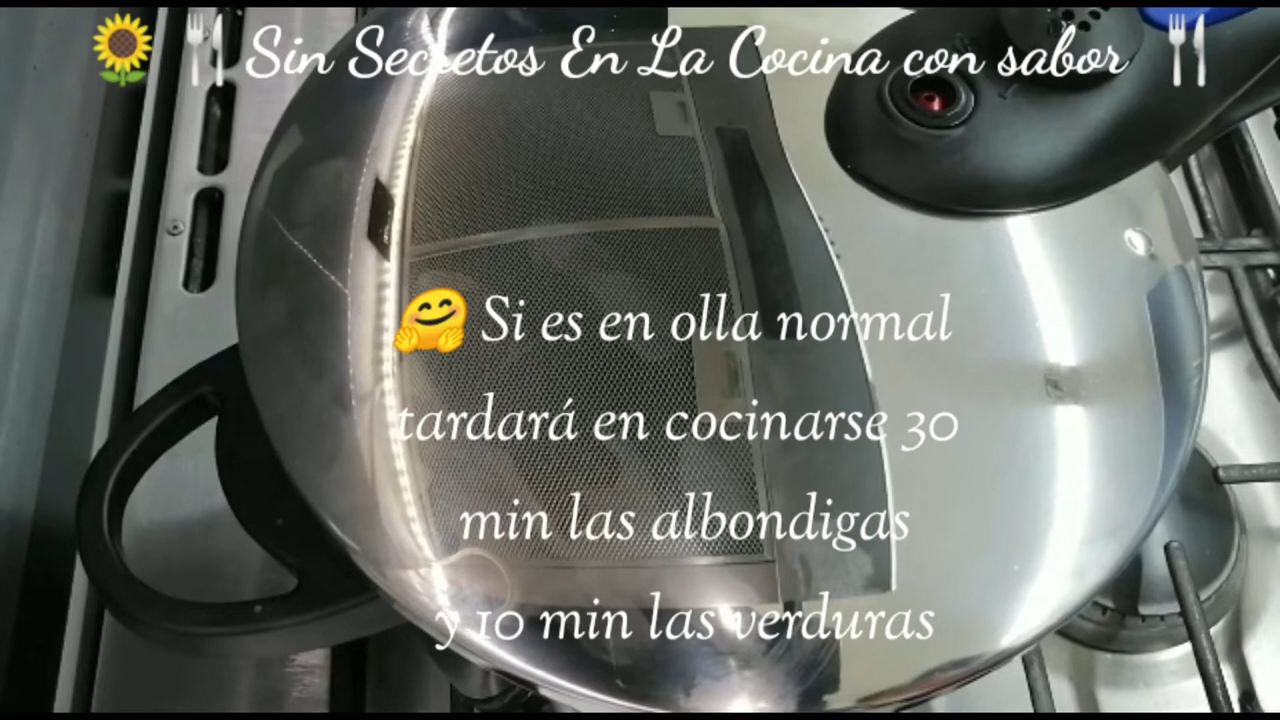 🌻🍴Sin Secretos En La Cocina con sabor 🍴
🤗 Si es en olla normal
tardará en cocinarse 30
min las albondigas
y 10 min las verduras